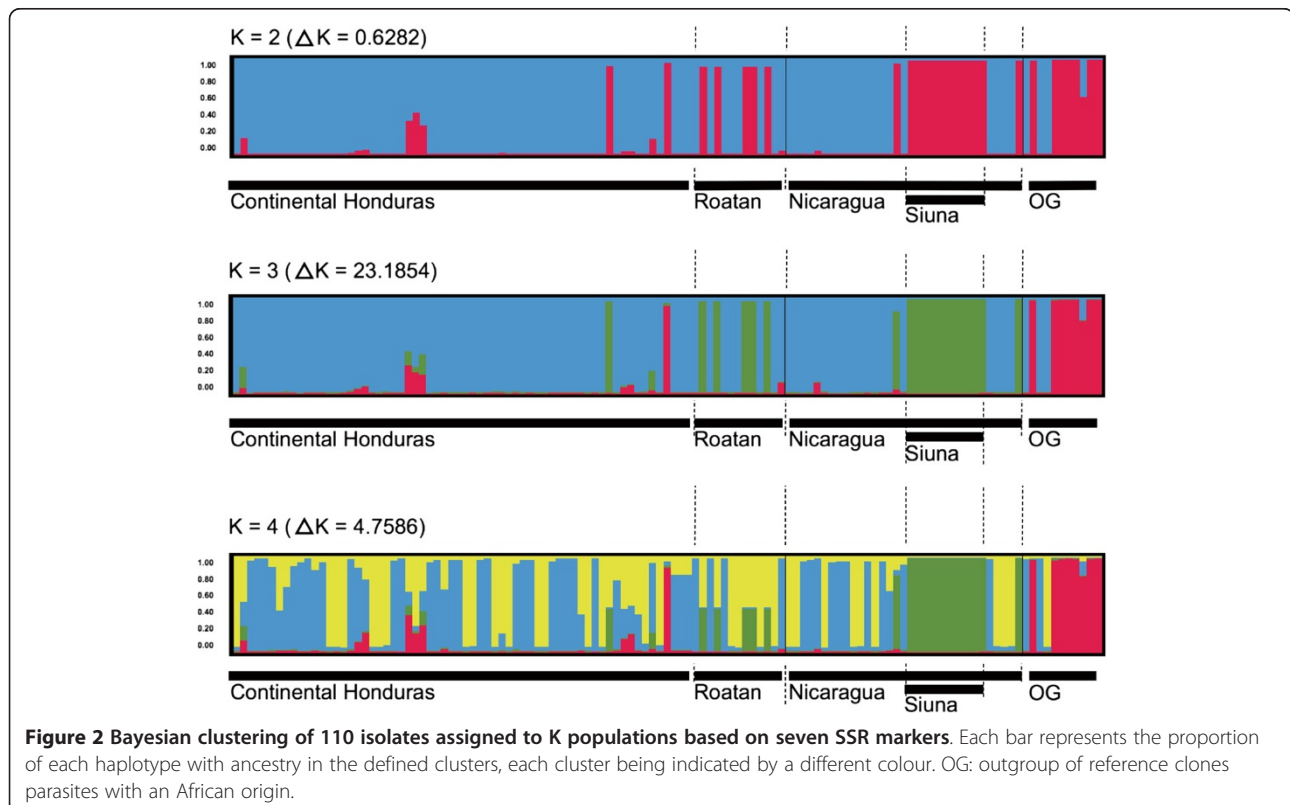 K = 2 (△K = 0.6282)
1.00
0.80
0.60
0.40
0.20
0.00
Continental Honduras
Roatan
Nicaragua
Siuna
OG
K = 3 (△K = 23.1854)
1.00
0.80
0.60
0.40
0.20
0.00
Continental Honduras
Roatan
Nicaragua
Siuna
OG
K = 4 (△K = 4.7586)
1.00
0.80
0.60
0.40
0.20
0.00
Continental Honduras
Roatan
Nicaragua
Siuna
OG
Figure 2 Bayesian clustering of 110 isolates assigned to K populations based on seven SSR markers. Each bar represents the proportion
of each haplotype with ancestry in the defined clusters, each cluster being indicated by a different colour. OG: outgroup of reference clones
parasites with an African origin.